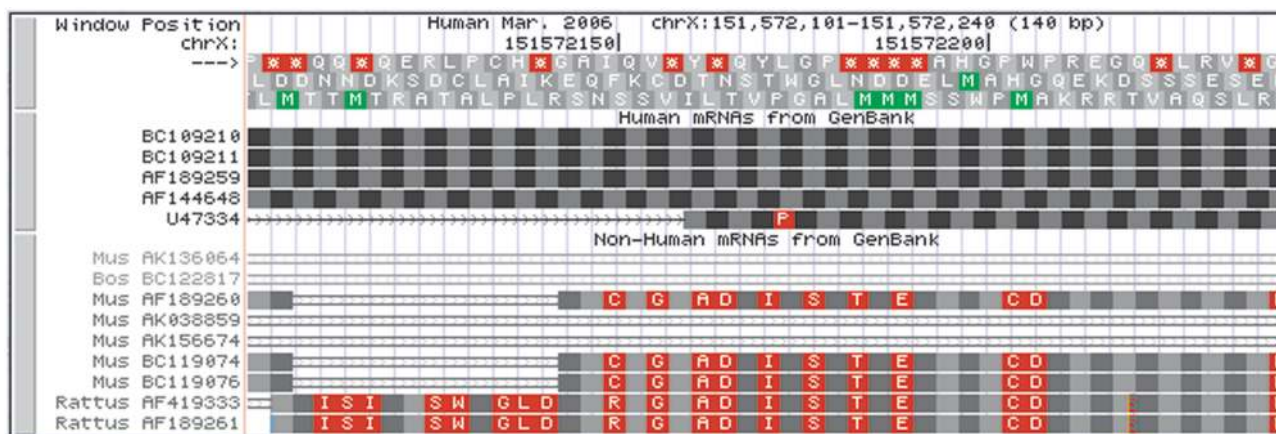 Window Position Human Mar. 2006 chrX:151,572,101-151,572,240 (140 bp)
chrX: 151572150| 151572200|
---> P * * Q Q * Q E R L P C H * G A I Q V * Y * Q Y L G P * * * * A H G P W P R E G Q * L R V * G
L D D N N D K S D C L A I K E Q F K C D T N S T W G L N D D E L M A H G Q E K D S S S E S E
L M T T M T R A T A L P L R S N S S V I L T V P G A L M M M S S W P M A K R R T V A Q S L R
Human mRNAs from GenBank
BC109210
BC109211
AF189259
AF144648
U47334 P
Non-Human mRNAs from GenBank
Mus AK136064
Bos BC122817
Mus AF189260 C G A D I S T E C D
Mus AK038859
Mus AK156674
Mus BC119074 C G A D I S T E C D
Mus BC119076 C G A D I S T E C D
Rattus AF419333 I S I S W G L D R G A D I S T E C D
Rattus AF189261 I S I S W G L D R G A D I S T E C D